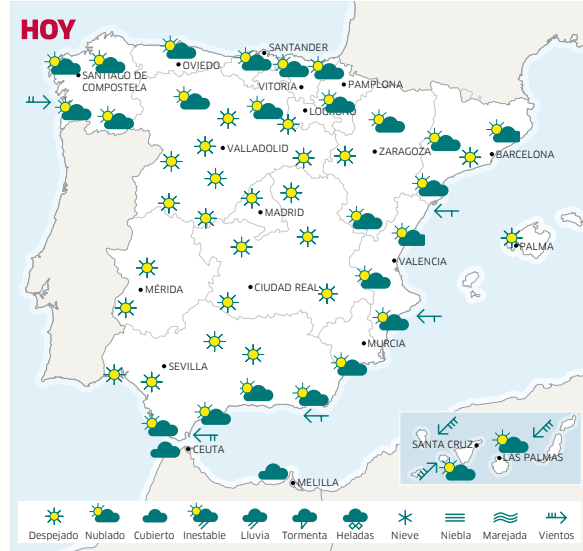 HOY
SANTANDER
OVIEDO
SANTIAGO DE
COMPOSTELA
VITORIA
PAMPLONA
LOGROÑO
VALLADOLID
ZARAGOZA
BARCELONA
MADRID
PALMA
VALENCIA
MÉRIDA
CIUDAD REAL
MURCIA
SEVILLA
SANTA CRUZ
LAS PALMAS
CEUTA
MELILLA
Despejado Nublado Cubierto Inestable Lluvia Tormenta Heladas Nieve Niebla Marejada Vientos